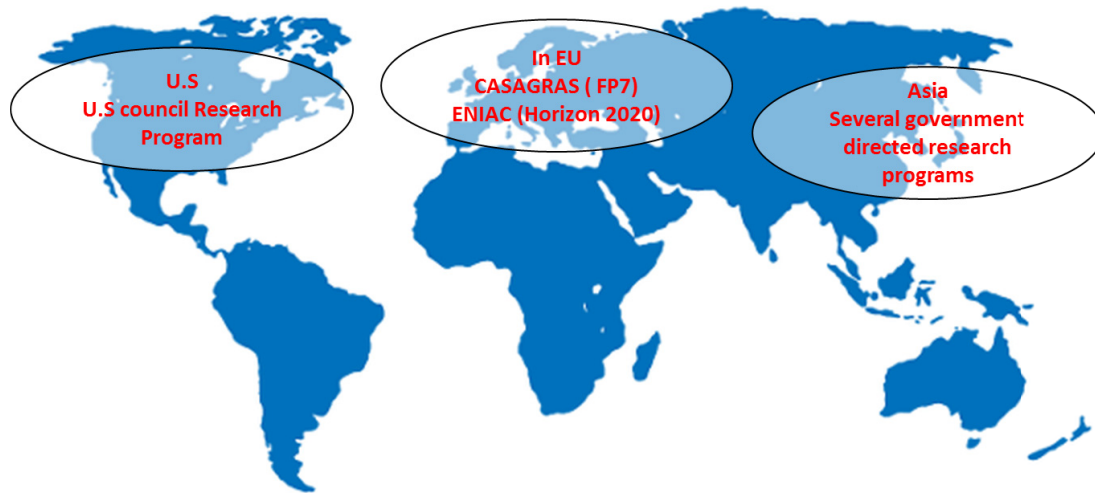 U.S
U.S council Research
Program
In EU
CASAGRAS ( FP7)
ENIAC (Horizon 2020)
Asia
Several government
directed research
programs